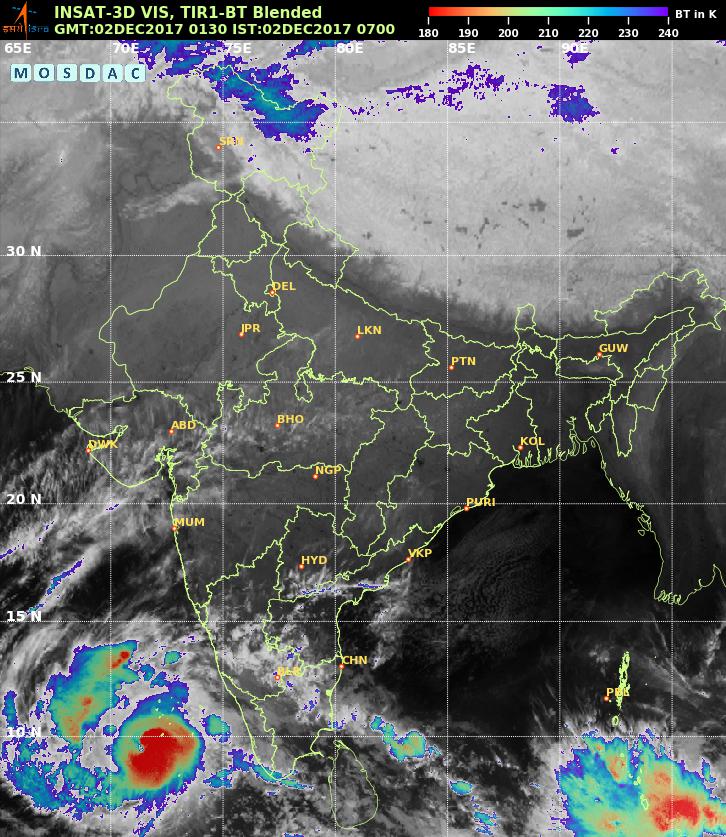 INSAT-3D VIS, TIR1-BT Blended
GMT:02DEC2017 0130 IST:02DEC2017 0700
BT in K
180 190 200 210 220 230 240
65E 70E 75E 80E 85E 90E
MOSDAC
SRN
30 N
DEL
JPR LKN
GUW
PTN
25 N
ABD BHO
DWK KOL
NGP
20 N PURI
MUM
VKP
HYD
15 N
CHN
BLR
PBL
10 N